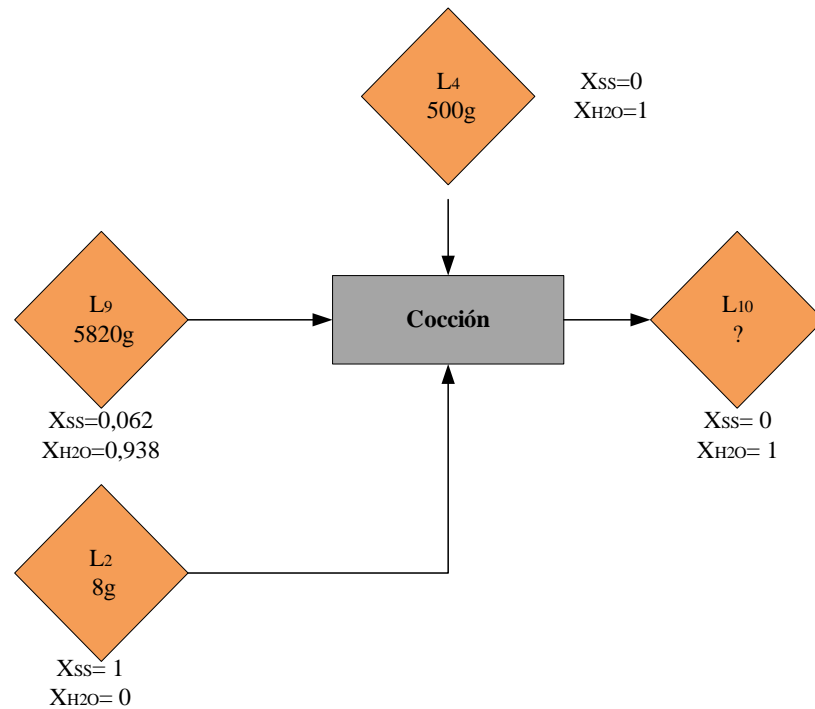 L4
500g
XSS=0
XH2O=1
L9
5820g
Cocción
L10
?
XSS=0,062
XH2O=0,938
XSS= 0
XH2O= 1
L2
8g
XSS= 1
XH2O= 0